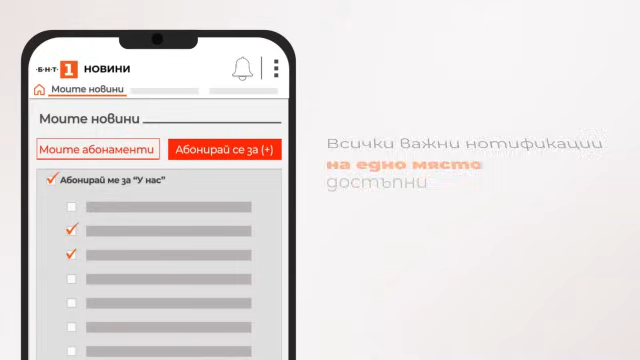 ·Б·Н·Т· 1 НОВИНИ
Моите новини
Моите новини
Моите абонаменти
Абонирай се за (+)
Абонирай ме за "У нас"
Всички важни нотификации
на едно място
достъпни